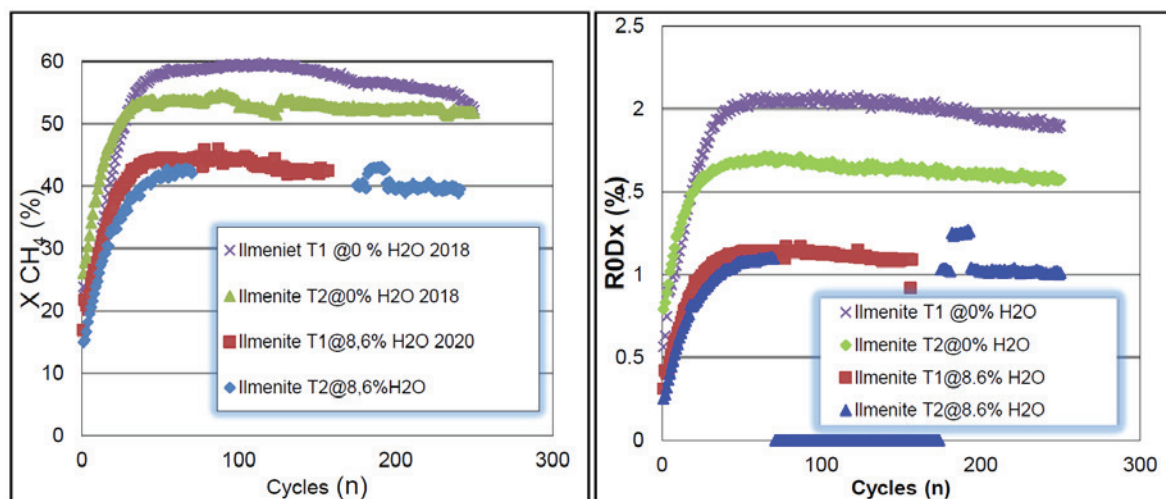 60
50
40
30
20
10
0
X CH4 (%)
Ilmeniet T1 @0 % H2O 2018
Ilmenite T2@0% H2O 2018
Ilmenite T1@8,6% H2O 2020
Ilmenite T2@8,6%H2O
0 100 200 300
Cycles (n)
2.5
2
1.5
1
0.5
0
R0Dx (%)
Ilmenite T1 @0% H2O
Ilmenite T2@0% H2O
Ilmenite T1@8.6% H2O
Ilmenite T2@8.6% H2O
0 100 200 300
Cycles (n)